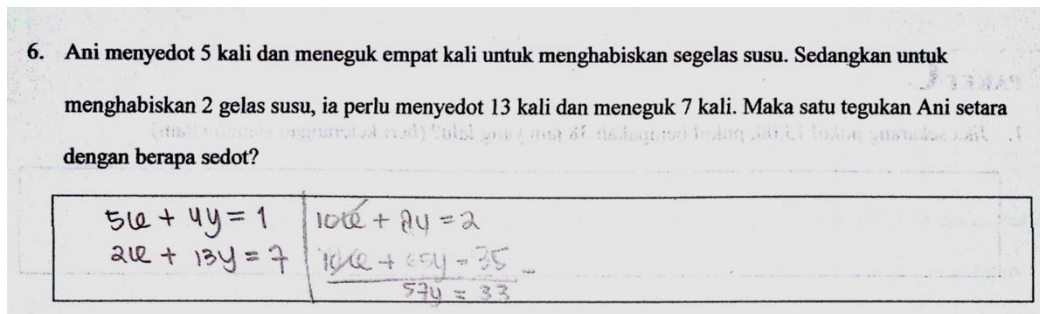 6. Ani menyedot 5 kali dan meneguk empat kali untuk menghabiskan segelas susu. Sedangkan untuk
menghabiskan 2 gelas susu, ia perlu menyedot 13 kali dan meneguk 7 kali. Maka satu tegukan Ani setara
dengan berapa sedot?
5x + 4y = 1
2x + 13y = 7
10x + 8y = 2
10x + 65y = 35 -
57y = 33